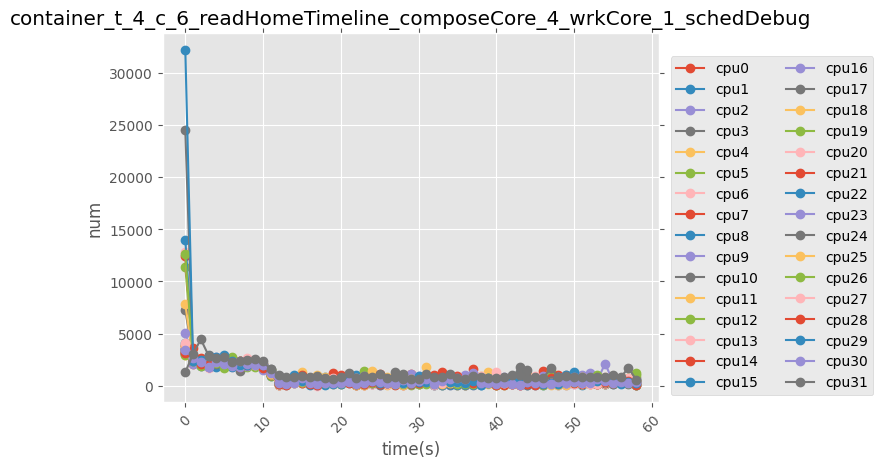 container_t_4_c_6_readHomeTimeline_composeCore_4_wrkCore_1_schedDebug
30000
25000
20000
15000
10000
5000
0
num
0 10 20 30 40 50 60
time(s)
cpu0 cpu16
cpu1 cpu17
cpu2 cpu18
cpu3 cpu19
cpu4 cpu20
cpu5 cpu21
cpu6 cpu22
cpu7 cpu23
cpu8 cpu24
cpu9 cpu25
cpu10 cpu26
cpu11 cpu27
cpu12 cpu28
cpu13 cpu29
cpu14 cpu30
cpu15 cpu31